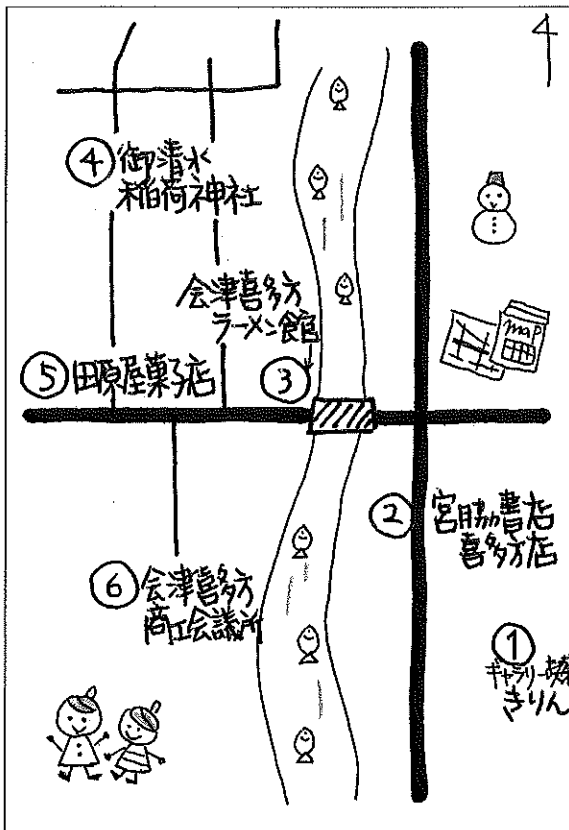 4
④ 御清水
稲荷神社
会津喜多方
ラーメン館
map
⑤ 田原屋菓子店
③
② 宮脇書店
喜多方店
⑥ 会津喜多方
商工会議所
①
ギャラリー喫茶
きりん